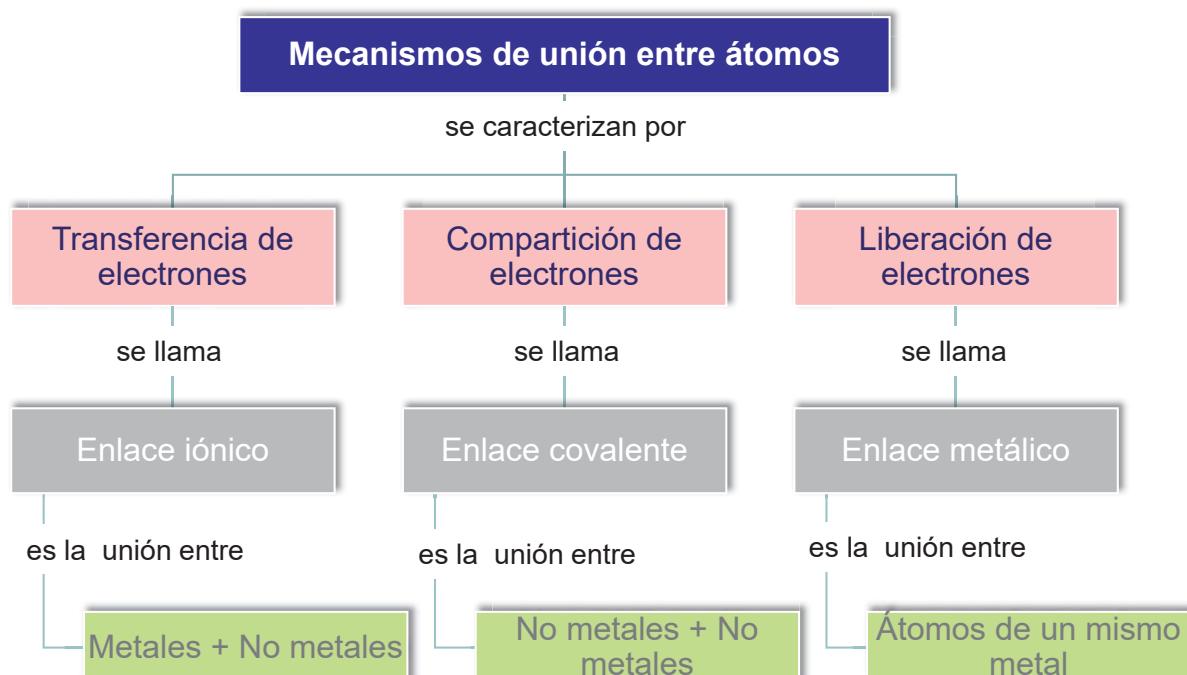 Mecanismos de unión entre átomos
se caracterizan por
Transferencia de
electrones
Compartición de
electrones
Liberación de
electrones
se llama
se llama
se llama
Enlace iónico
Enlace covalente
Enlace metálico
es la unión entre
es la unión entre
es la unión entre
Metales + No metales
No metales + No
metales
Átomos de un mismo
metal